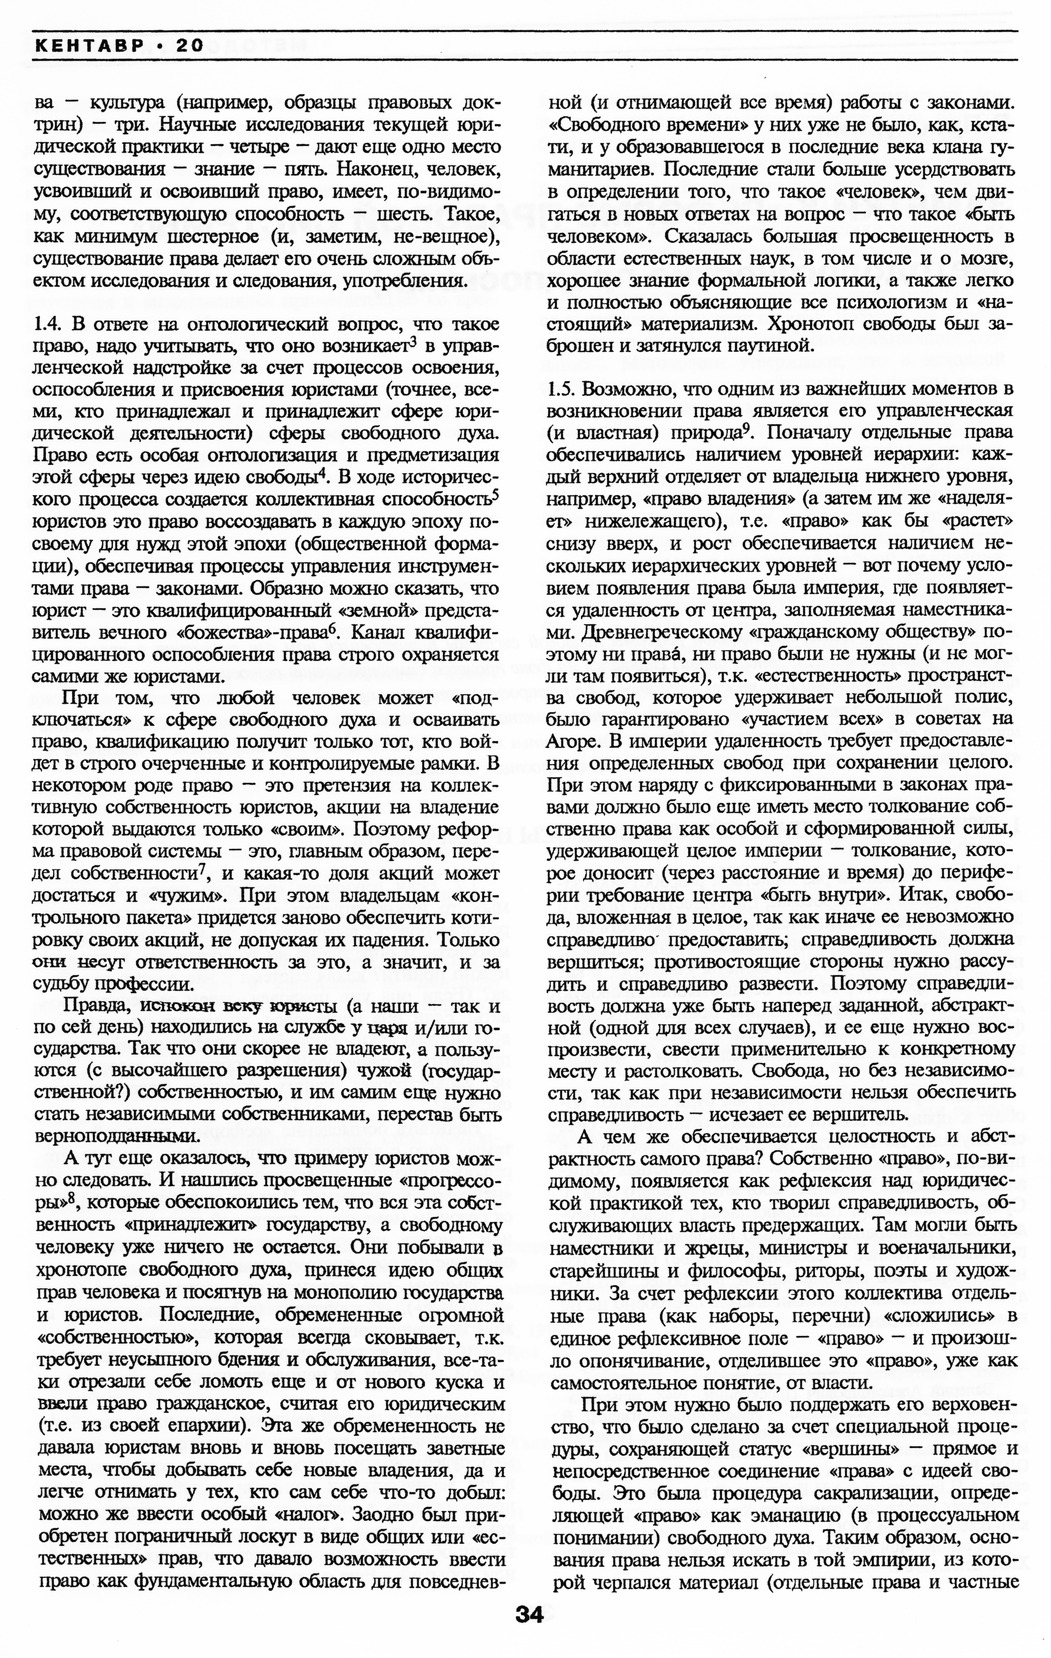 КЕНТАВР • 20
ва — культура (например, образцы правовых док-
трин) — три. Научные исследования текущей юри-
дической практики — четыре — дают еще одно место
существования — знание — пять. Наконец, человек,
усвоивший и освоивший право, имеет, по-видимо-
му, соответствующую способность — шесть. Такое,
как минимум шестерное (и, заметим, не-вещное),
существование права делает его очень сложным объ-
ектом исследования и следования, употребления.
1.4. В ответе на онтологический вопрос, что такое
право, надо учитывать, что оно возникает³ в управ-
ленческой надстройке за счет процессов освоения,
оспособления и присвоения юристами (точнее, все-
ми, кто принадлежал и принадлежит сфере юри-
дической деятельности) сферы свободного духа.
Право есть особая онтологизация и предметизация
этой сферы через идею свободы⁴. В ходе историчес-
кого процесса создается коллективная способность⁵
юристов это право воссоздавать в каждую эпоху по-
своему для нужд этой эпохи (общественной форма-
ции), обеспечивая процессы управления инструмен-
тами права — законами. Образно можно сказать, что
юрист — это квалифицированный «земной» предста-
витель вечного «божества»-права⁶. Канал квалифи-
цированного оспособления права строго охраняется
самими же юристами.
При том, что любой человек может «под-
ключаться» к сфере свободного духа и осваивать
право, квалификацию получит только тот, кто вой-
дет в строго очерченные и контролируемые рамки. В
некотором роде право — это претензия на коллек-
тивную собственность юристов, акции на владение
которой выдаются только «своим». Поэтому рефор-
ма правовой системы — это, главным образом, пере-
дел собственности⁷, и какая-то доля акций может
достаться и «чужим». При этом владельцам «кон-
трольного пакета» придется заново обеспечить коти-
ровку своих акций, не допуская их падения. Только
они несут ответственность за это, а значит, и за
судьбу профессии.
Правда, испокон веку юристы (а наши — так и
по сей день) находились на службе у царя и/или го-
сударства. Так что они скорее не владеют, а пользу-
ются (с высочайшего разрешения) чужой (государ-
ственной?) собственностью, и им самим еще нужно
стать независимыми собственниками, перестав быть
верноподданными.
А тут еще оказалось, что примеру юристов мож-
но следовать. И нашлись просвещенные «прогрессо-
ры»⁸, которые обеспокоились тем, что вся эта собст-
венность «принадлежит» государству, а свободному
человеку уже ничего не остается. Они побывали в
хронотопе свободного духа, принеся идею общих
прав человека и посягнув на монополию государства
и юристов. Последние, обремененные огромной
«собственностью», которая всегда сковывает, т.к.
требует неусыпного бдения и обслуживания, все-та-
ки отрезали себе ломоть еще и от нового куска и
ввели право гражданское, считая его юридическим
(т.е. из своей епархии). Эта же обремененность не
давала юристам вновь и вновь посещать заветные
места, чтобы добывать себе новые владения, да и
легче отнимать у тех, кто сам себе что-то добыл:
можно же ввести особый «налог». Заодно был при-
обретен пограничный лоскут в виде общих или «ес-
тественных» прав, что давало возможность ввести
право как фундаментальную область для повседнев-
ной (и отнимающей все время) работы с законами.
«Свободного времени» у них уже не было, как, кста-
ти, и у образовавшегося в последние века клана гу-
манитариев. Последние стали больше усердствовать
в определении того, что такое «человек», чем дви-
гаться в новых ответах на вопрос — что такое «быть
человеком». Сказалась большая просвещенность в
области естественных наук, в том числе и о мозге,
хорошее знание формальной логики, а также легко
и полностью объясняющие все психологизм и «на-
стоящий» материализм. Хронотоп свободы был за-
брошен и затянулся паутиной.
1.5. Возможно, что одним из важнейших моментов в
возникновении права является его управленческая
(и властная) природа⁹. Поначалу отдельные права
обеспечивались наличием уровней иерархии: каж-
дый верхний отделяет от владельца нижнего уровня,
например, «право владения» (а затем им же «наделя-
ет» нижележащего), т.е. «право» как бы «растет»
снизу вверх, и рост обеспечивается наличием не-
скольких иерархических уровней — вот почему усло-
вием появления права была империя, где появляет-
ся удаленность от центра, заполняемая наместника-
ми. Древнегреческому «гражданскому обществу» по-
этому ни права́, ни право были не нужны (и не мог-
ли там появиться), т.к. «естественность» пространст-
ва свобод, которое удерживает небольшой полис,
было гарантировано «участием всех» в советах на
Агоре. В империи удаленность требует предоставле-
ния определенных свобод при сохранении целого.
При этом наряду с фиксированными в законах пра-
вами должно было еще иметь место толкование соб-
ственно права как особой и сформированной силы,
удерживающей целое империи — толкование, кото-
рое доносит (через расстояние и время) до перифе-
рии требование центра «быть внутри». Итак, свобо-
да, вложенная в целое, так как иначе ее невозможно
справедливо предоставить; справедливость должна
вершиться; противостоящие стороны нужно рассу-
дить и справедливо развести. Поэтому справедли-
вость должна уже быть наперед заданной, абстракт-
ной (одной для всех случаев), и ее еще нужно вос-
произвести, свести применительно к конкретному
месту и растолковать. Свобода, но без независимо-
сти, так как при независимости нельзя обеспечить
справедливость — исчезает ее вершитель.
А чем же обеспечивается целостность и абст-
рактность самого права? Собственно «право», по-ви-
димому, появляется как рефлексия над юридичес-
кой практикой тех, кто творил справедливость, об-
служивающих власть предержащих. Там могли быть
наместники и жрецы, министры и военачальники,
старейшины и философы, риторы, поэты и худож-
ники. За счет рефлексии этого коллектива отдель-
ные права (как наборы, перечни) «сложились» в
единое рефлексивное поле — «право» — и произош-
ло опонячивание, отделившее это «право», уже как
самостоятельное понятие, от власти.
При этом нужно было поддержать его верховен-
ство, что было сделано за счет специальной проце-
дуры, сохраняющей статус «вершины» — прямое и
непосредственное соединение «права» с идеей сво-
боды. Это была процедура сакрализации, опреде-
ляющей «право» как эманацию (в процессуальном
понимании) свободного духа. Таким образом, осно-
вания права нельзя искать в той эмпирии, из кото-
рой черпался материал (отдельные права и частные
34